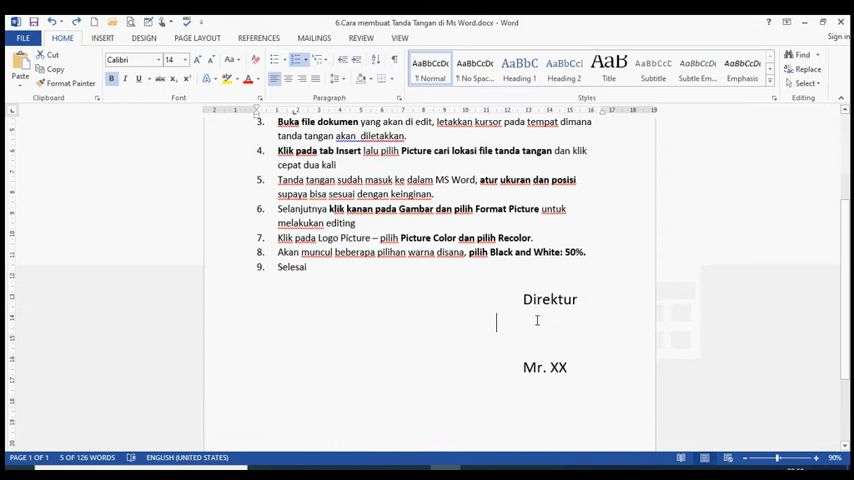 6.Cara membuat Tanda Tangan di Ms Word.docx - Word
Sign in
FILE HOME INSERT DESIGN PAGE LAYOUT REFERENCES MAILINGS REVIEW VIEW
Paste
Cut
Copy
Format Painter
Clipboard
Calibri 14
Font
Paragraph
AaBbCcDc AaBbCcDc AaBbC AaBbCc AaB AaBbCcD AaBbCcDt AaBbCcDt
¶ Normal ¶ No Spac... Heading 1 Heading 2 Title Subtitle Subtle Em... Emphasis
Styles
Find
Replace
Select
Editing
3. Buka file dokumen yang akan di edit, letakkan kursor pada tempat dimana
tanda tangan akan diletakkan.
4. Klik pada tab Insert lalu pilih Picture cari lokasi file tanda tangan dan klik
cepat dua kali
5. Tanda tangan sudah masuk ke dalam MS Word, atur ukuran dan posisi
supaya bisa sesuai dengan keinginan.
6. Selanjutnya klik kanan pada Gambar dan pilih Format Picture untuk
melakukan editing
7. Klik pada Logo Picture – pilih Picture Color dan pilih Recolor.
8. Akan muncul beberapa pilihan warna disana, pilih Black and White: 50%.
9. Selesai
Direktur
Mr. XX
PAGE 1 OF 1 5 OF 126 WORDS ENGLISH (UNITED STATES) 90%